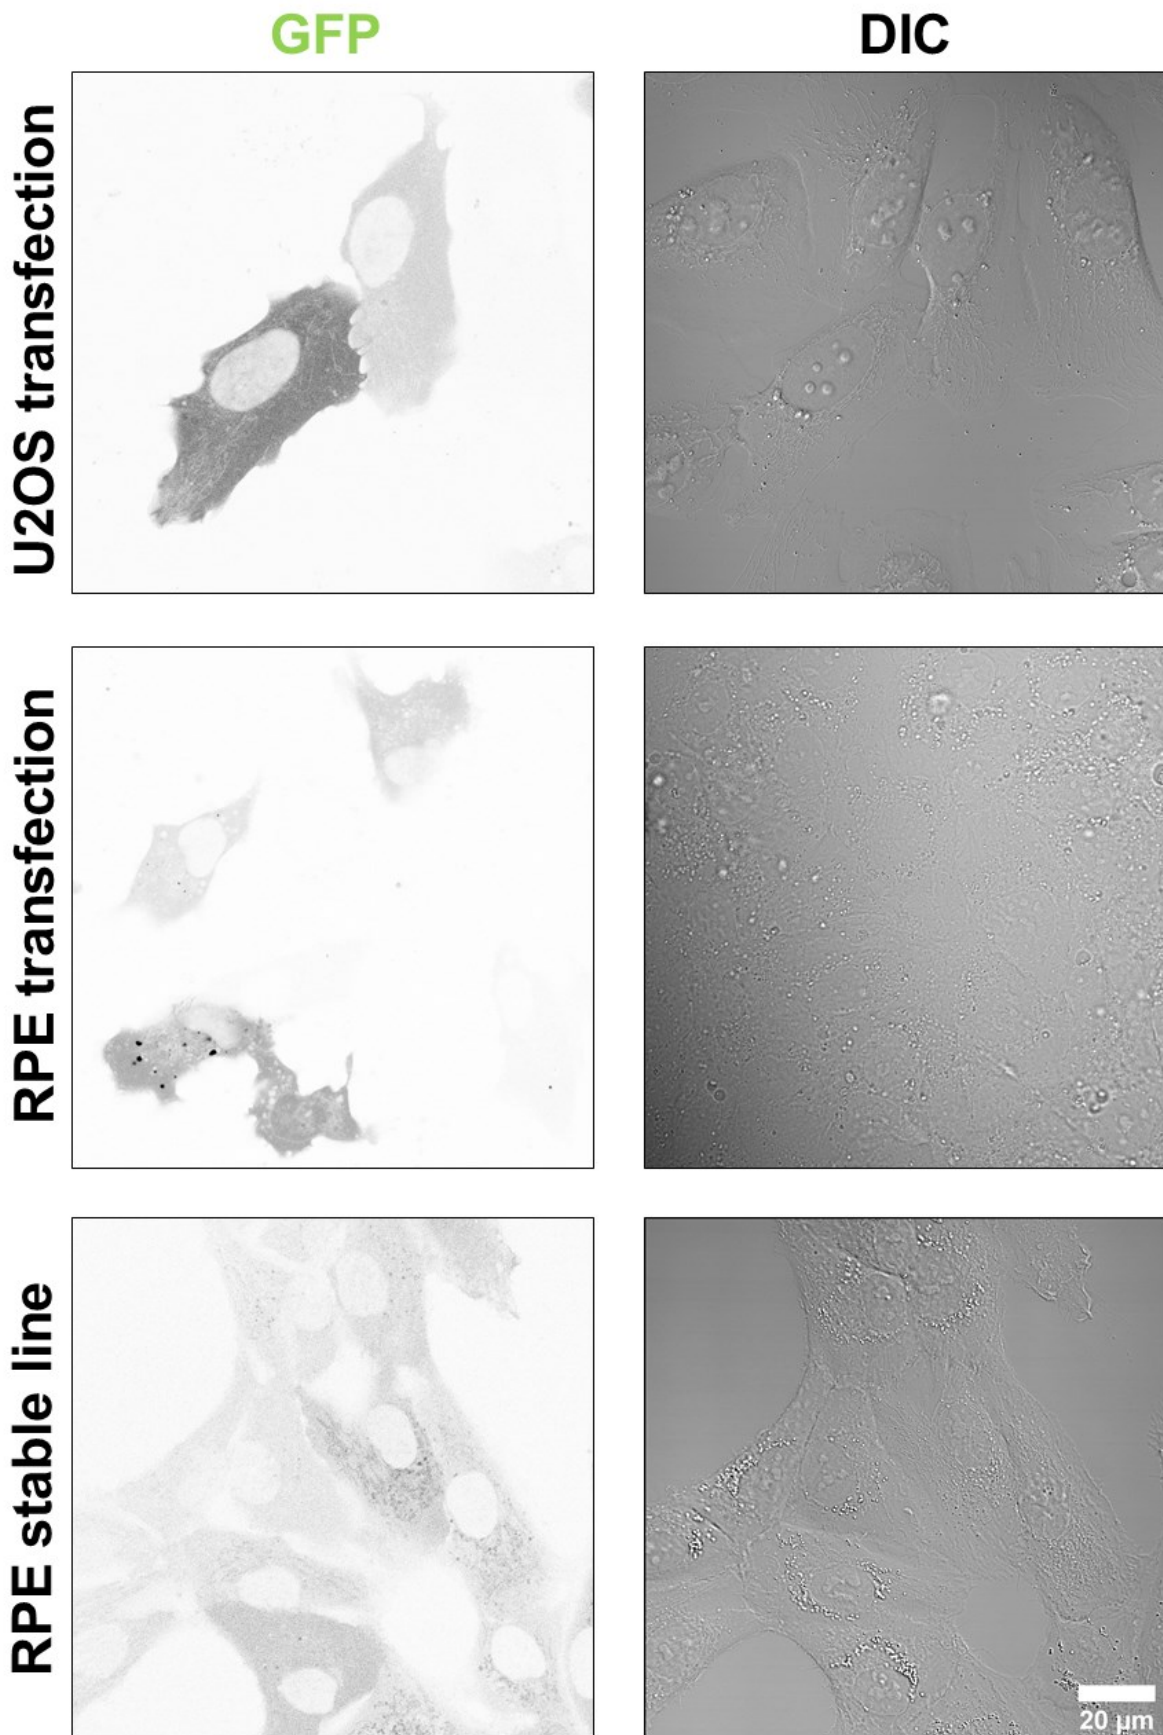 GFP
DIC
U2OS transfection
RPE transfection
RPE stable line
20 µm